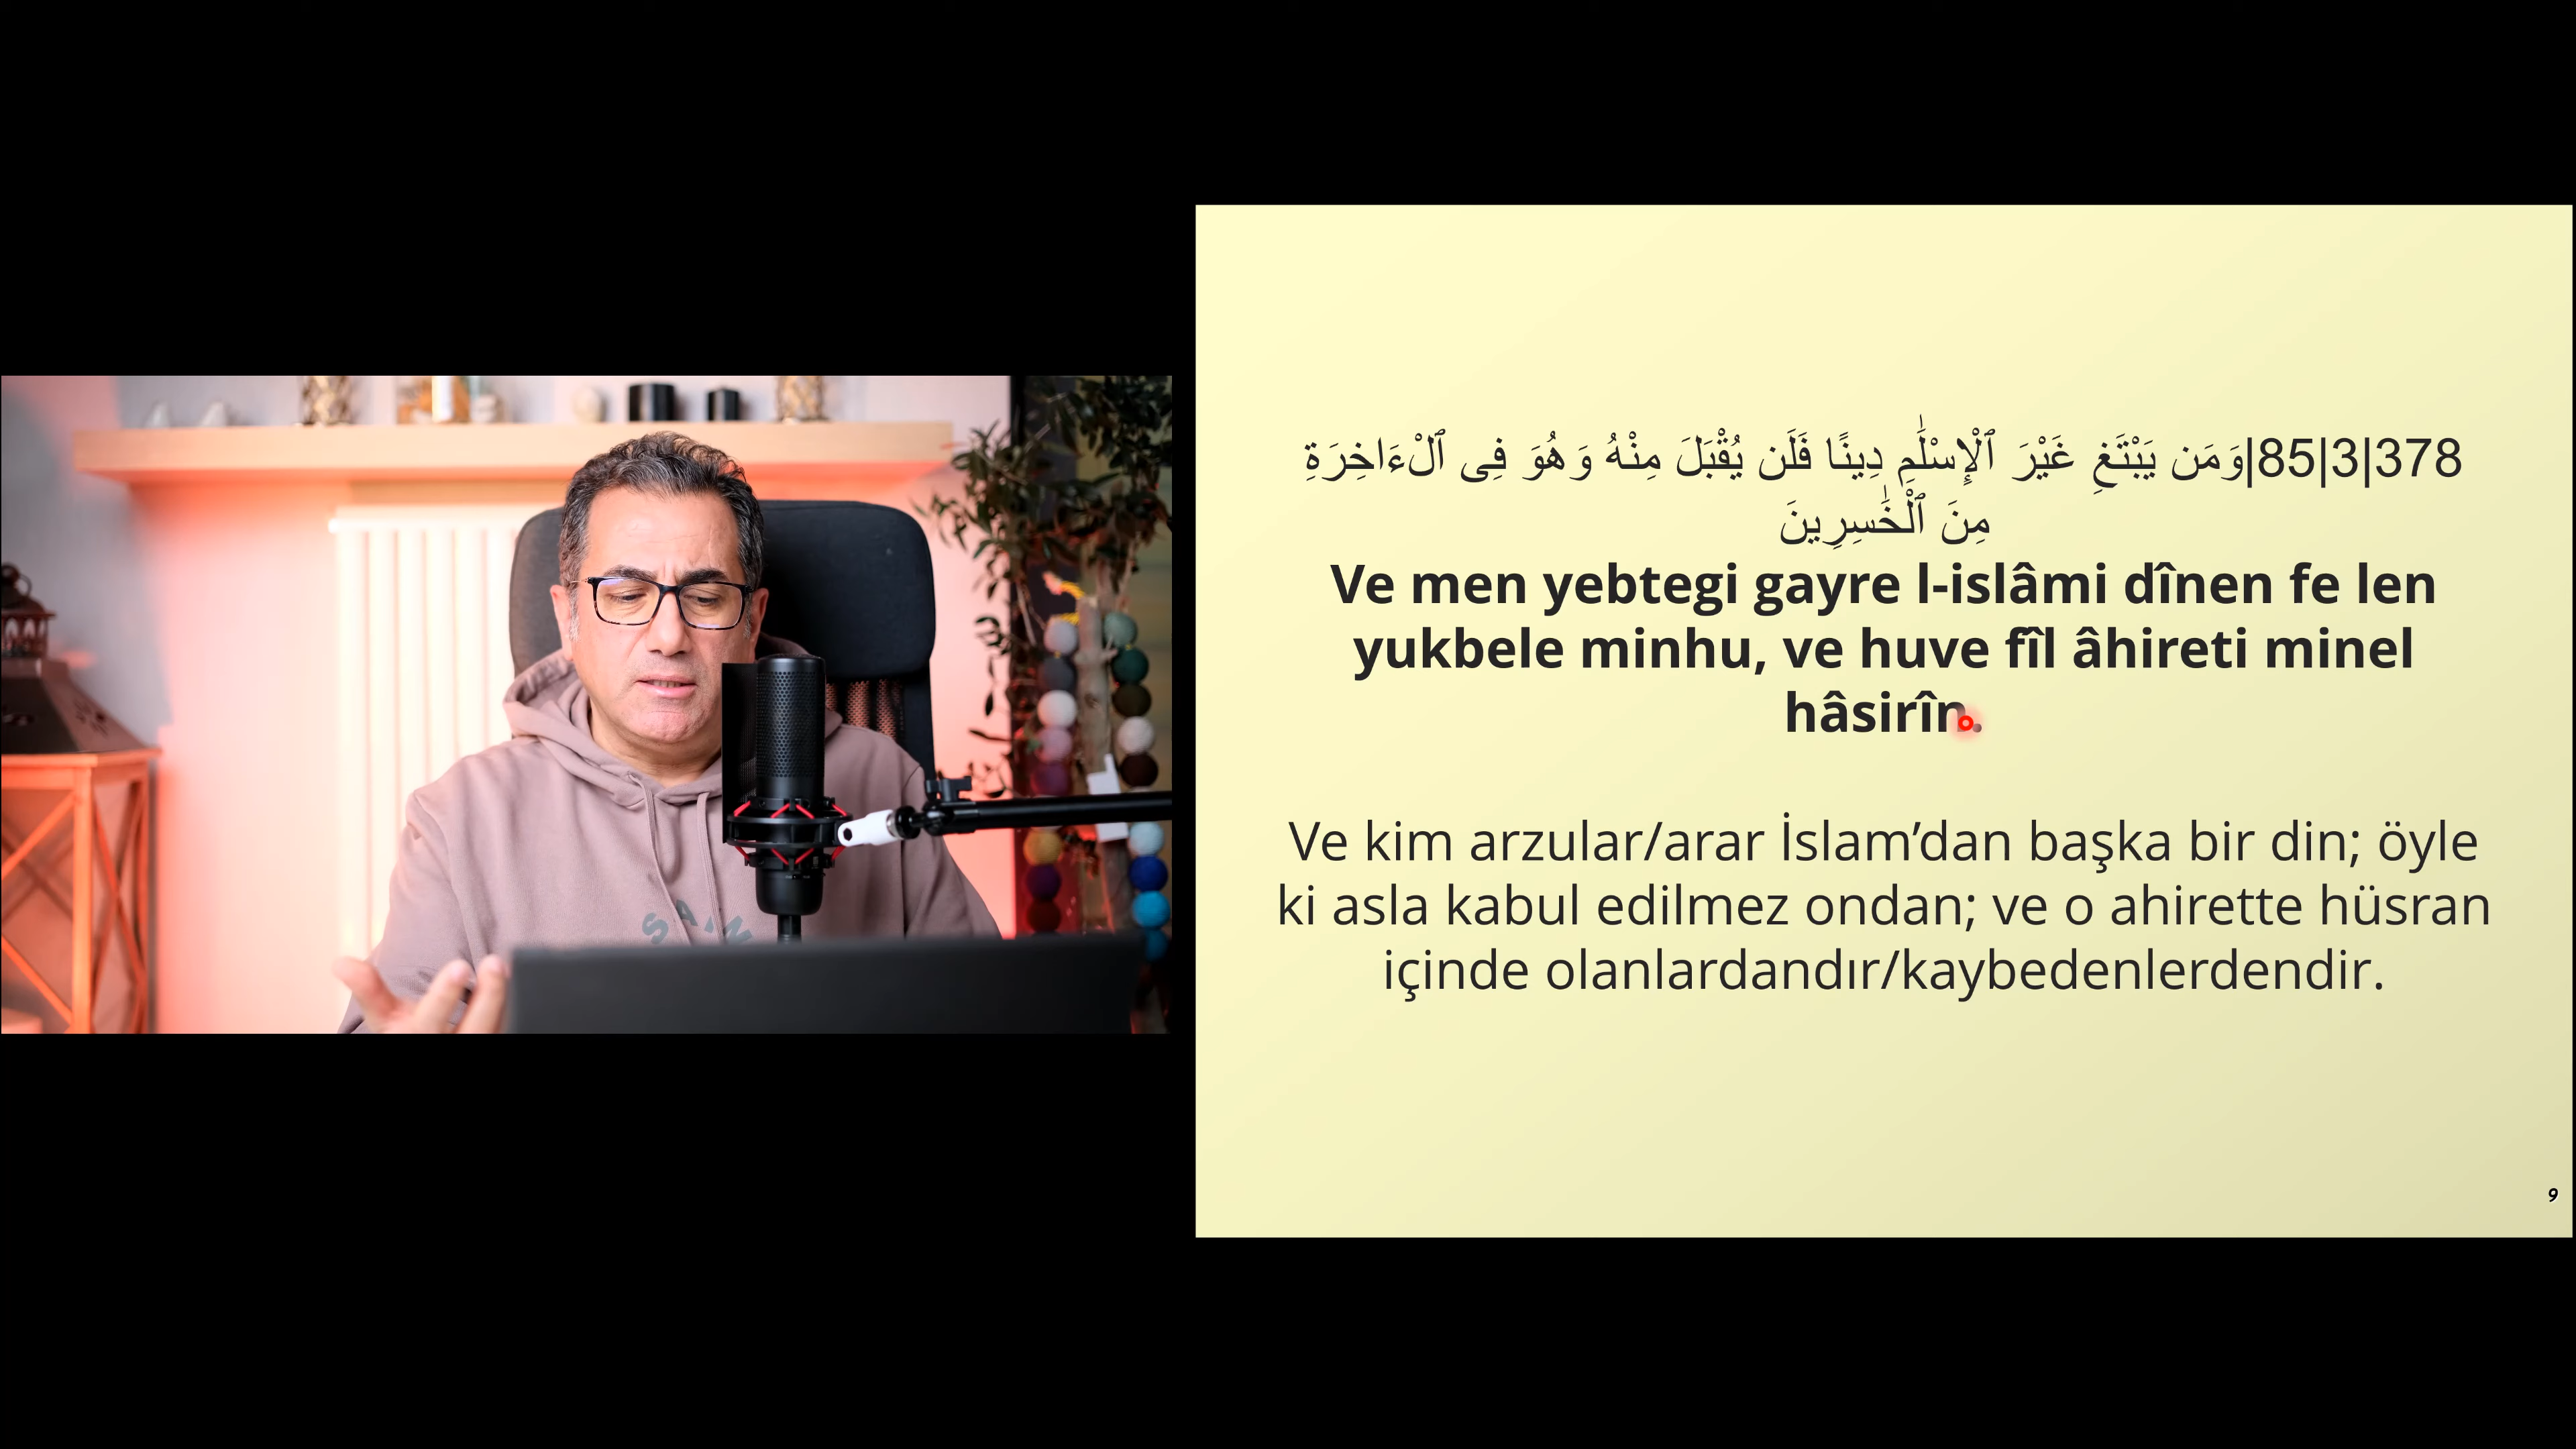 378|3|85|وَمَن يَبْتَغِ غَيْرَ ٱلْإِسْلَٰمِ دِينًا فَلَن يُقْبَلَ مِنْهُ وَهُوَ فِى ٱلْءَاخِرَةِ
مِنَ ٱلْخَٰسِرِينَ
Ve men yebtegi gayre l-islâmi dînen fe len
yukbele minhu, ve huve fîl âhireti minel
hâsirîn.
Ve kim arzular/arar İslam’dan başka bir din; öyle
ki asla kabul edilmez ondan; ve o ahirette hüsran
içinde olanlardandır/kaybedenlerdendir.
9